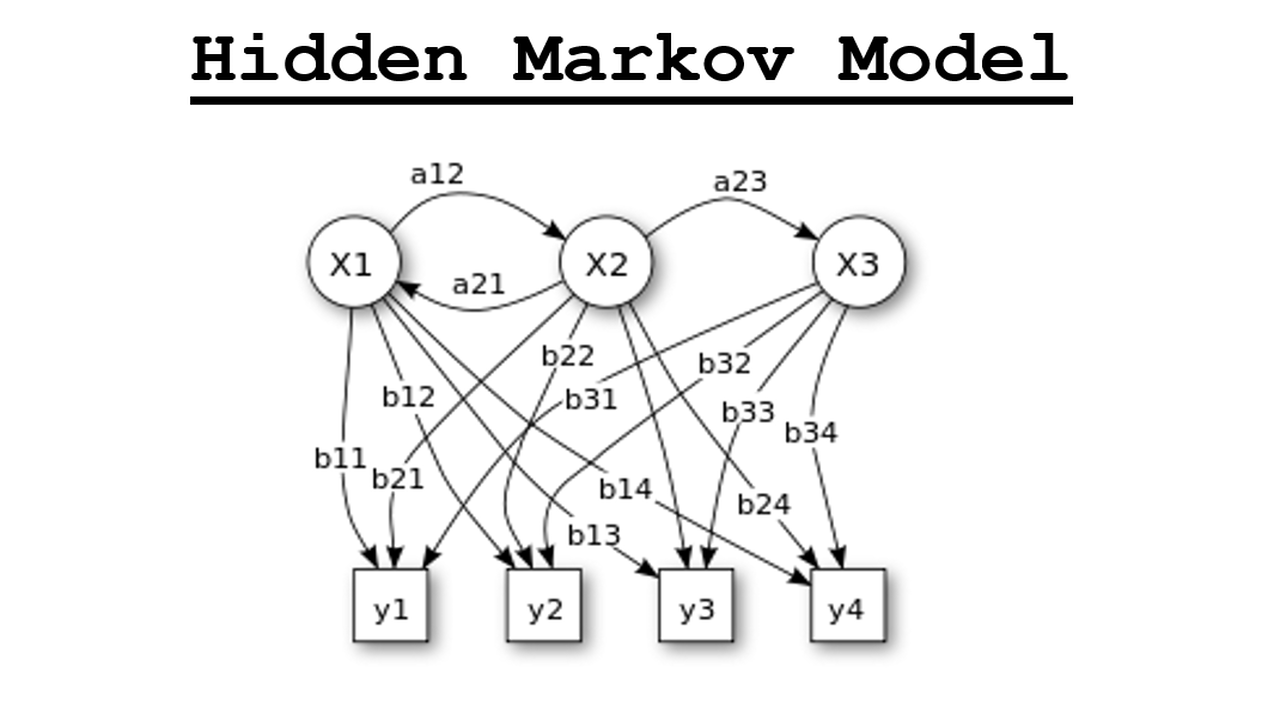 Hidden Markov Model
a12
a23
X1
X2
X3
a21
b22
b32
b12
b31
b33
b34
b11
b21
b14
b24
b13
y1
y2
y3
y4